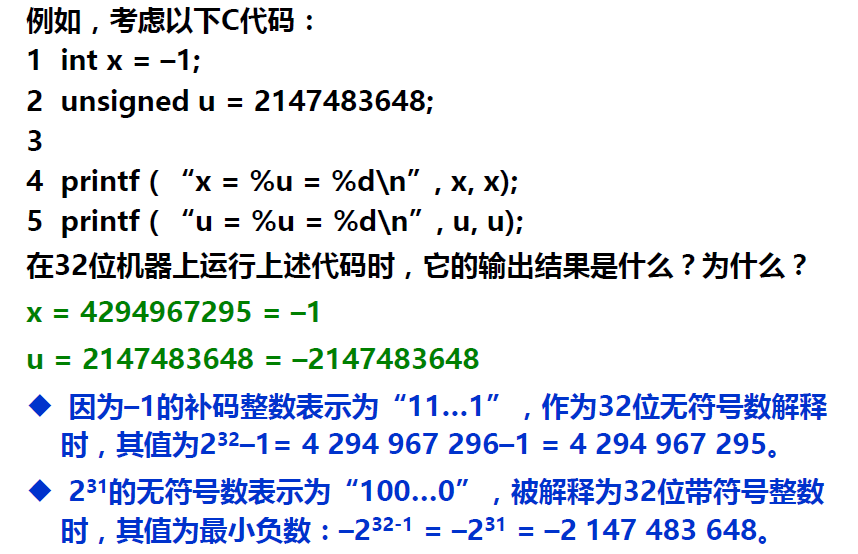 例如，考虑以下C代码：
1 int x = –1;
2 unsigned u = 2147483648;
3
4 printf ( “x = %u = %d\n” , x, x);
5 printf ( “u = %u = %d\n” , u, u);
在32位机器上运行上述代码时，它的输出结果是什么？为什么？
x = 4294967295 = –1
u = 2147483648 = –2147483648
◆ 因为–1的补码整数表示为“11…1”，作为32位无符号数解释
时，其值为2³²–1= 4 294 967 296–1 = 4 294 967 295。
◆ 2³¹的无符号数表示为“100…0”，被解释为32位带符号整数
时，其值为最小负数：–2³²⁻¹ = –2³¹ = –2 147 483 648。